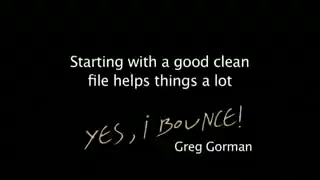 Starting with a good clean
file helps things a lot
YES, i BOUNCE!
Greg Gorman